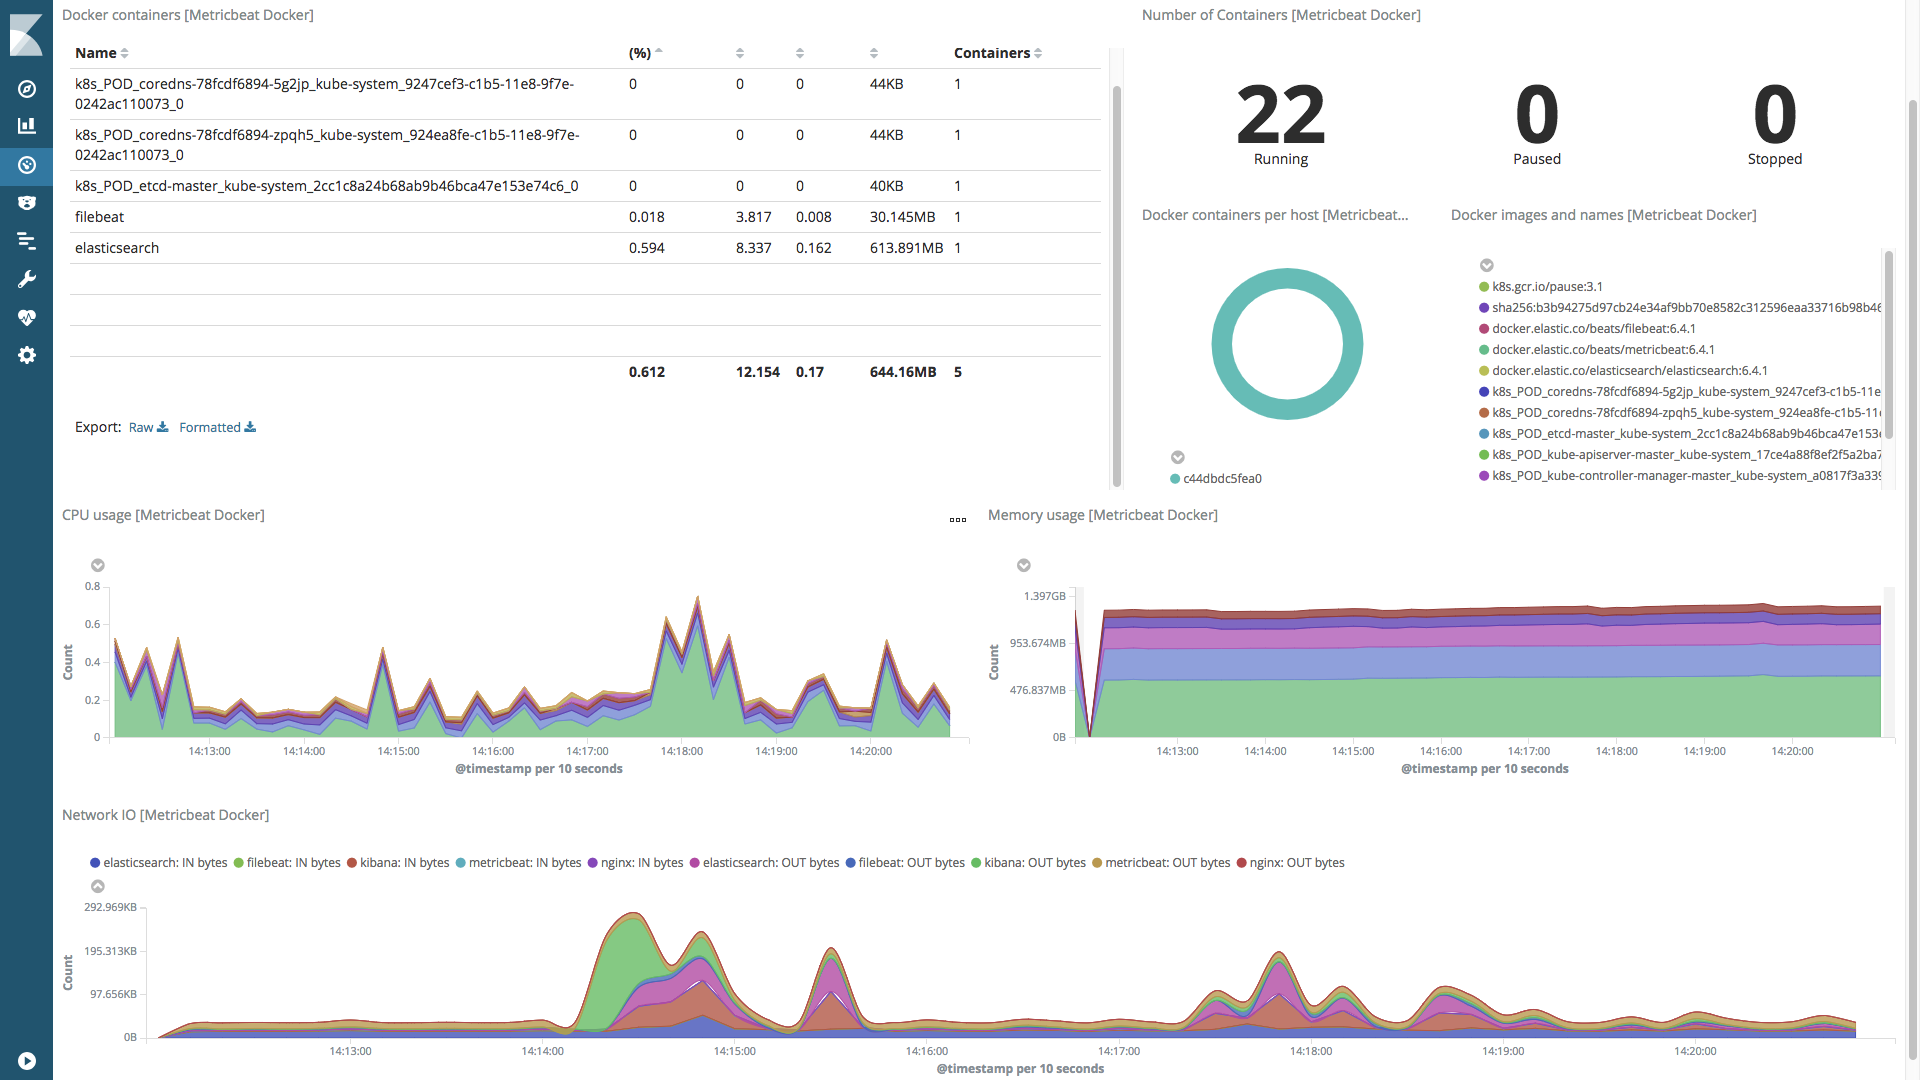 Docker containers [Metricbeat Docker]
Name (%) Containers
k8s_POD_coredns-78fcdf6894-5g2jp_kube-system_9247cef3-c1b5-11e8-9f7e-
0242ac110073_0
0 0 0 44KB 1
k8s_POD_coredns-78fcdf6894-zpqh5_kube-system_924ea8fe-c1b5-11e8-9f7e-
0242ac110073_0
0 0 0 44KB 1
k8s_POD_etcd-master_kube-system_2cc1c8a24b68ab9b46bca47e153e74c6_0 0 0 0 40KB 1
filebeat 0.018 3.817 0.008 30.145MB 1
elasticsearch 0.594 8.337 0.162 613.891MB 1
0.612 12.154 0.17 644.16MB 5
Export: Raw Formatted
Number of Containers [Metricbeat Docker]
22 0 0
Running Paused Stopped
Docker containers per host [Metricbeat...
c44dbdc5fea0
Docker images and names [Metricbeat Docker]
k8s.gcr.io/pause:3.1
sha256:b3b94275d97cb24e34af9bb70e8582c312596eaa33716b98b46
docker.elastic.co/beats/filebeat:6.4.1
docker.elastic.co/beats/metricbeat:6.4.1
docker.elastic.co/elasticsearch/elasticsearch:6.4.1
k8s_POD_coredns-78fcdf6894-5g2jp_kube-system_9247cef3-c1b5-11e
k8s_POD_coredns-78fcdf6894-zpqh5_kube-system_924ea8fe-c1b5-11
k8s_POD_etcd-master_kube-system_2cc1c8a24b68ab9b46bca47e153
k8s_POD_kube-apiserver-master_kube-system_17ce4a88f8ef2f5a2ba7
k8s_POD_kube-controller-manager-master_kube-system_a0817f3a339
CPU usage [Metricbeat Docker]
Count
0.8
0.6
0.4
0.2
0
14:13:00 14:14:00 14:15:00 14:16:00 14:17:00 14:18:00 14:19:00 14:20:00
@timestamp per 10 seconds
Memory usage [Metricbeat Docker]
Count
1.397GB
953.674MB
476.837MB
0B
14:13:00 14:14:00 14:15:00 14:16:00 14:17:00 14:18:00 14:19:00 14:20:00
@timestamp per 10 seconds
Network IO [Metricbeat Docker]
elasticsearch: IN bytes filebeat: IN bytes kibana: IN bytes metricbeat: IN bytes nginx: IN bytes elasticsearch: OUT bytes filebeat: OUT bytes kibana: OUT bytes metricbeat: OUT bytes nginx: OUT bytes
Count
292.969KB
195.313KB
97.656KB
0B
14:13:00 14:14:00 14:15:00 14:16:00 14:17:00 14:18:00 14:19:00 14:20:00
@timestamp per 10 seconds